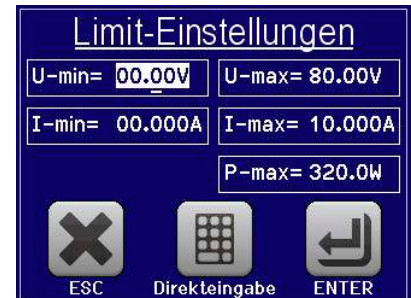 Limit-Einstellungen
U-min= 00.00V U-max= 80.00V
I-min= 00.000A I-max= 10.000A
P-max= 320.0W
ESC Direkteingabe ENTER